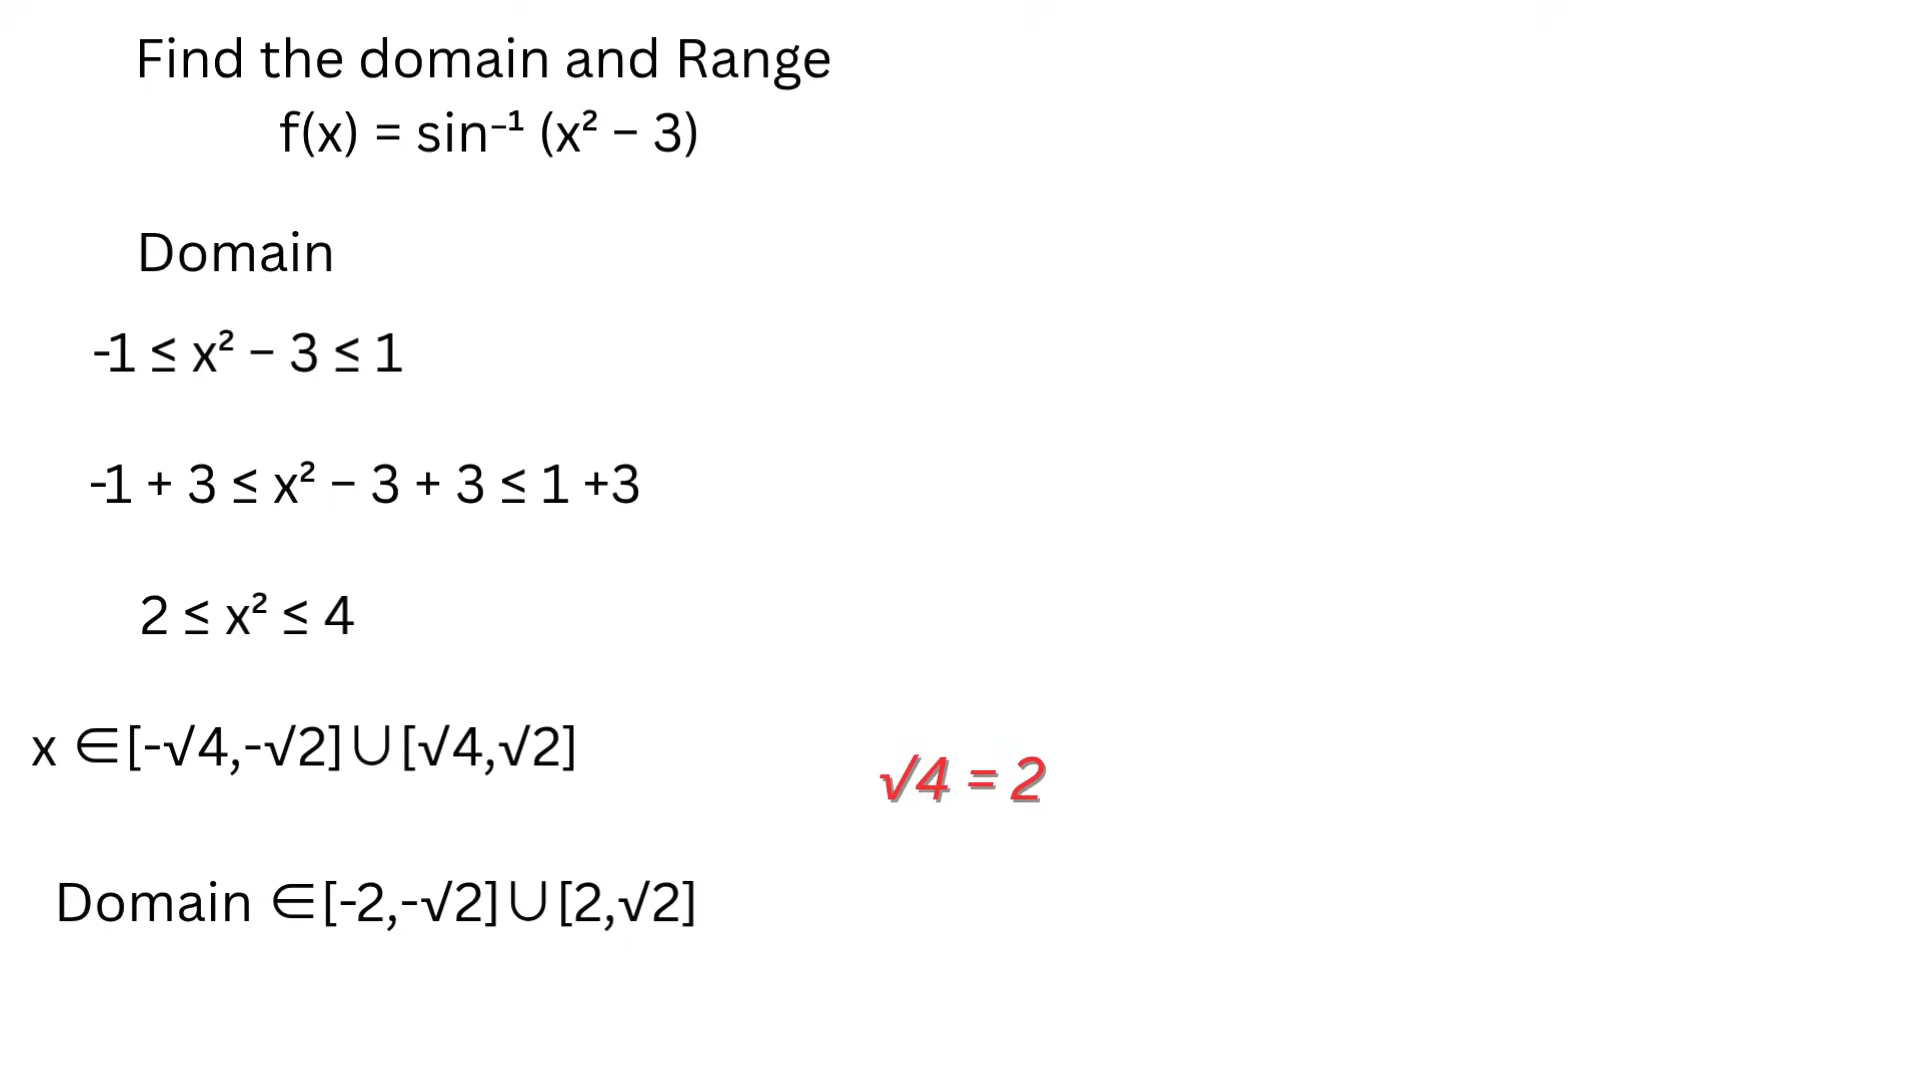 Find the domain and Range
f(x) = sin⁻¹ (x² − 3)
Domain
-1 ≤ x² − 3 ≤ 1
-1 + 3 ≤ x² − 3 + 3 ≤ 1 +3
2 ≤ x² ≤ 4
x ∈[-√4,-√2]∪[√4,√2]
√4 = 2
Domain ∈[-2,-√2]∪[2,√2]